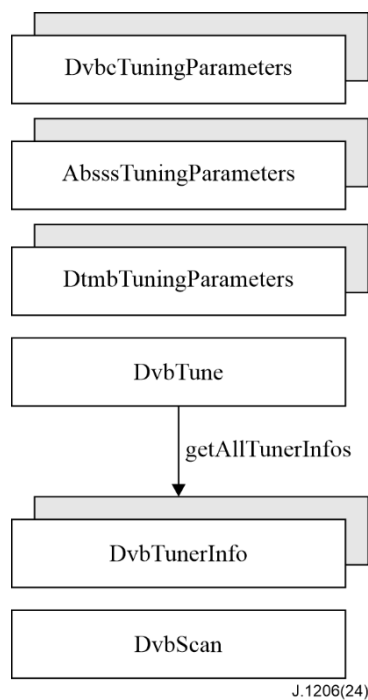 DvbcTuningParameters
AbsssTuningParameters
DtmbTuningParameters
DvbTune
getAllTunerInfos
DvbTunerInfo
DvbScan
J.1206(24)